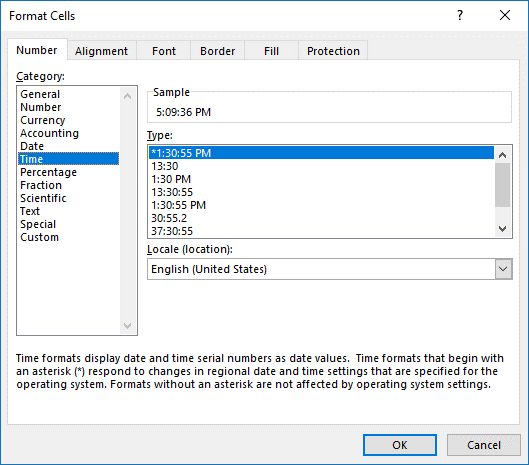 Format Cells
?
Number Alignment Font Border Fill Protection
Category:
General
Number
Currency
Accounting
Date
Time
Percentage
Fraction
Scientific
Text
Special
Custom
Sample
5:09:36 PM
Type:
*1:30:55 PM
13:30
1:30 PM
13:30:55
1:30:55 PM
30:55.2
37:30:55
Locale (location):
English (United States)
Time formats display date and time serial numbers as date values.  Time formats that begin with
an asterisk (*) respond to changes in regional date and time settings that are specified for the
operating system. Formats without an asterisk are not affected by operating system settings.
OK Cancel